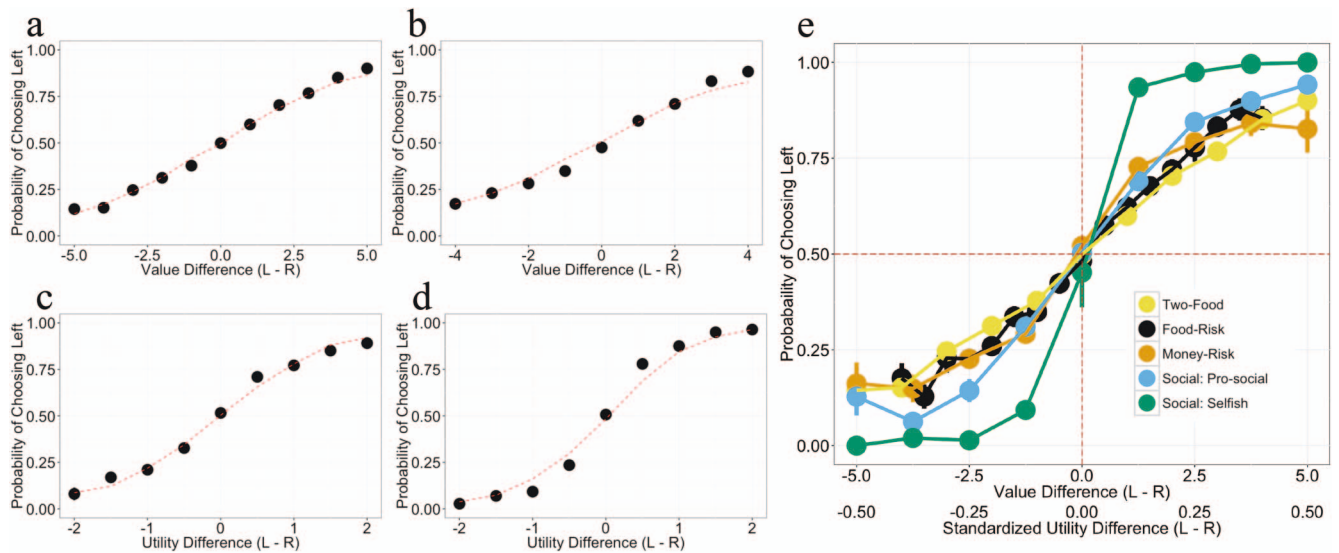 a
Probability of Choosing Left
1.00
0.75
0.50
0.25
0.00
-5.0
-2.5
0.0
2.5
5.0
Value Difference (L - R)
b
Probability of Choosing Left
1.00
0.75
0.50
0.25
0.00
-4
-2
0
2
4
Value Difference (L - R)
c
Probability of Choosing Left
1.00
0.75
0.50
0.25
0.00
-2
-1
0
1
2
Utility Difference (L - R)
d
Probability of Choosing Left
1.00
0.75
0.50
0.25
0.00
-2
-1
0
1
2
Utility Difference (L - R)
e
Probabability of Choosing Left
1.00
0.75
0.50
0.25
0.00
Two-Food
Food-Risk
Money-Risk
Social: Pro-social
Social: Selfish
-5.0
-2.5
0.0
2.5
5.0
Value Difference (L - R)
-0.50
-0.25
0.00
0.25
0.50
Standardized Utility Difference (L - R)